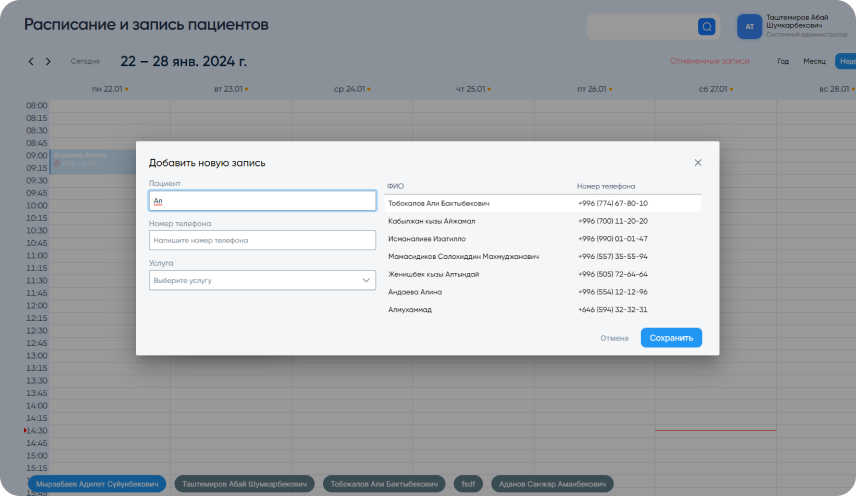 Расписание и запись пациентов
Таштемиров Абай
Шумкарбекович
Системный администратор
АТ
Сегодня
22 – 28 янв. 2024 г.
Отмененные записи
Год
Месяц
пн 22.01
вт 23.01
ср 24.01
чт 25.01
пт 26.01
сб 27.01
вс 28.01
08:00
08:15
08:30
08:45
09:00
09:15
09:30
09:45
10:00
10:15
10:30
10:45
11:00
11:15
11:30
11:45
12:00
12:15
12:30
12:45
13:00
13:15
13:30
13:45
14:00
14:15
14:30
14:45
15:00
15:15
15:45
Добавить новую запись
Пациент
Ал
Номер телефона
Напишите номер телефона
Услуга
Выберите услугу
ФИО Номер телефона
Тобокалов Али Бактыбекович +996 (774) 67-80-10
Кабылжан кызы Айжамал +996 (700) 11-20-20
Исманалиев Изатилло +996 (990) 01-01-47
Мамасидиков Салохиддин Махмуджанович +996 (557) 35-55-94
Женишбек кызы Алтындай +996 (505) 72-64-64
Андаева Алина +996 (554) 12-12-96
Алмухаммад +646 (594) 32-32-31
Отмена
Сохранить
Мырзабаев Адилет Сүйүнбекович
Таштемиров Абай Шумкарбекович
Тобокалов Али Бактыбекович
fsdf
Аданов Санжар Аманбекович